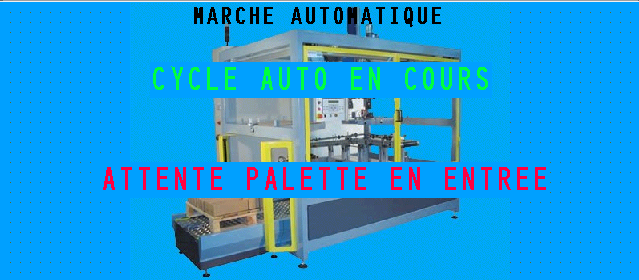 MARCHE AUTOMATIQUE
CYCLE AUTO EN COURS
ATTENTE PALETTE EN ENTREE